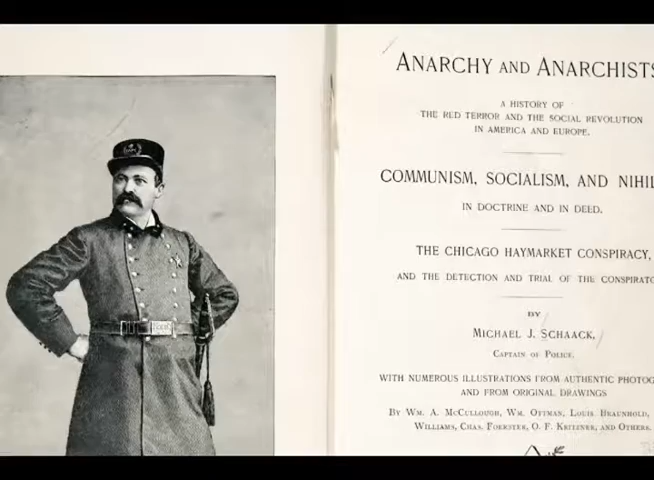 ANARCHY AND ANARCHISTS
A HISTORY OF
THE RED TERROR AND THE SOCIAL REVOLUTION
IN AMERICA AND EUROPE.
COMMUNISM, SOCIALISM, AND NIHIL
IN DOCTRINE AND IN DEED.
THE CHICAGO HAYMARKET CONSPIRACY,
AND THE DETECTION AND TRIAL OF THE CONSPIRATO
BY
MICHAEL J. SCHAACK,
CAPTAIN OF POLICE.
WITH NUMEROUS ILLUSTRATIONS FROM AUTHENTIC PHOTOG
AND FROM ORIGINAL DRAWINGS
BY WM. A. MCCULLOUGH, WM. OTTMAN, LOUIS BRAUNHOLD,
WILLIAMS, CHAS. FOERSTER, O. F. KRITZNER, AND OTHERS.